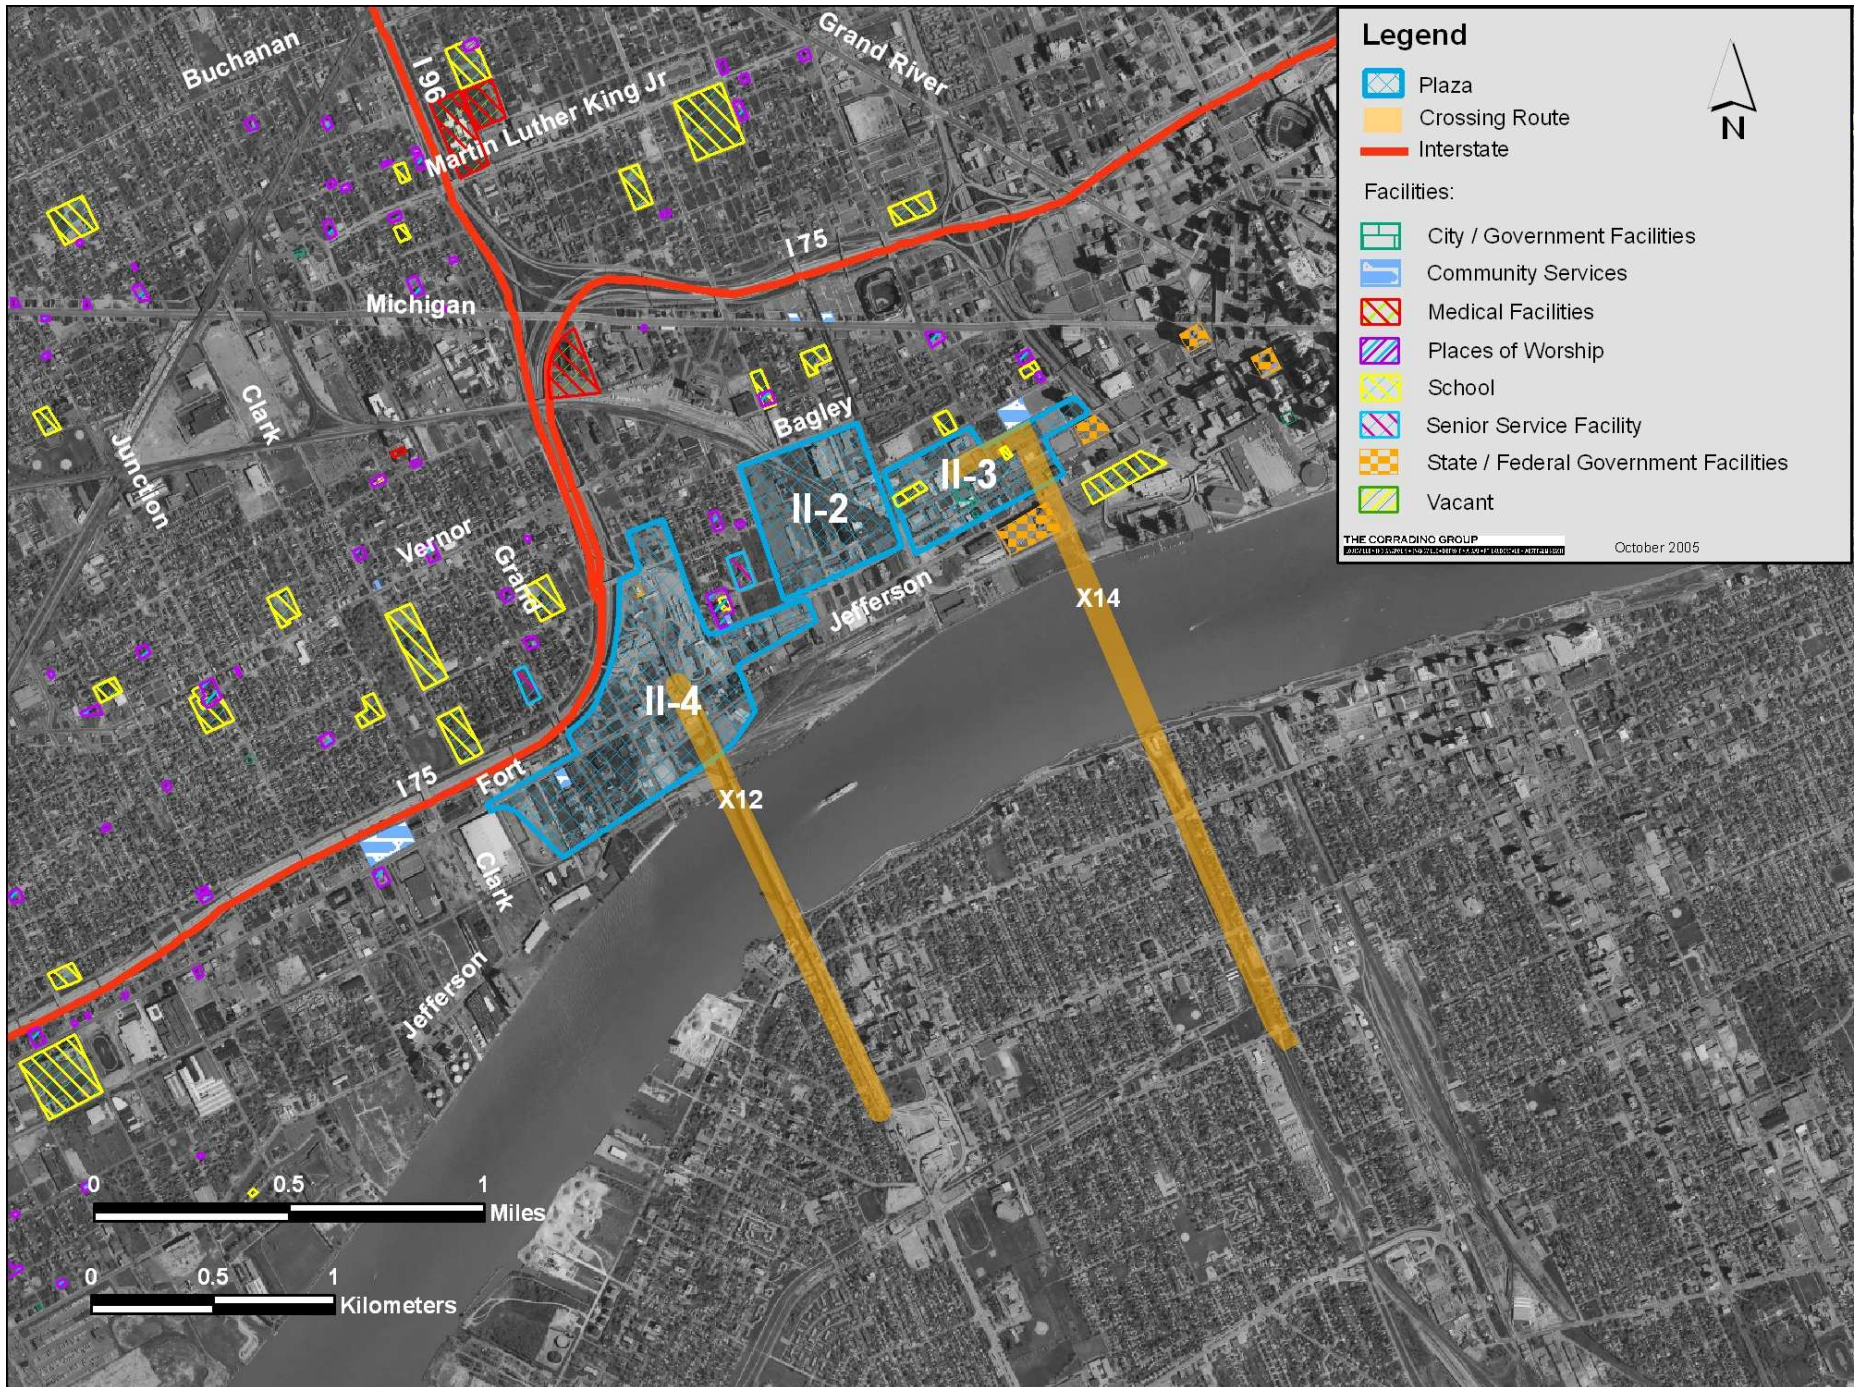 Buchanan
I 96
Grand River
Martin Luther King Jr
I 75
Michigan
Clark
Junction
Bagley
Vernor
Grand
II-2
II-3
Jefferson
X14
II-4
I 75
Fort
X12
Clark
Jefferson
0 0.5 1
Miles
0 0.5 1
Kilometers
Legend
Plaza
Crossing Route
Interstate
N
Facilities:
City / Government Facilities
Community Services
Medical Facilities
Places of Worship
School
Senior Service Facility
State / Federal Government Facilities
Vacant
THE CORRADINO GROUP
October 2005